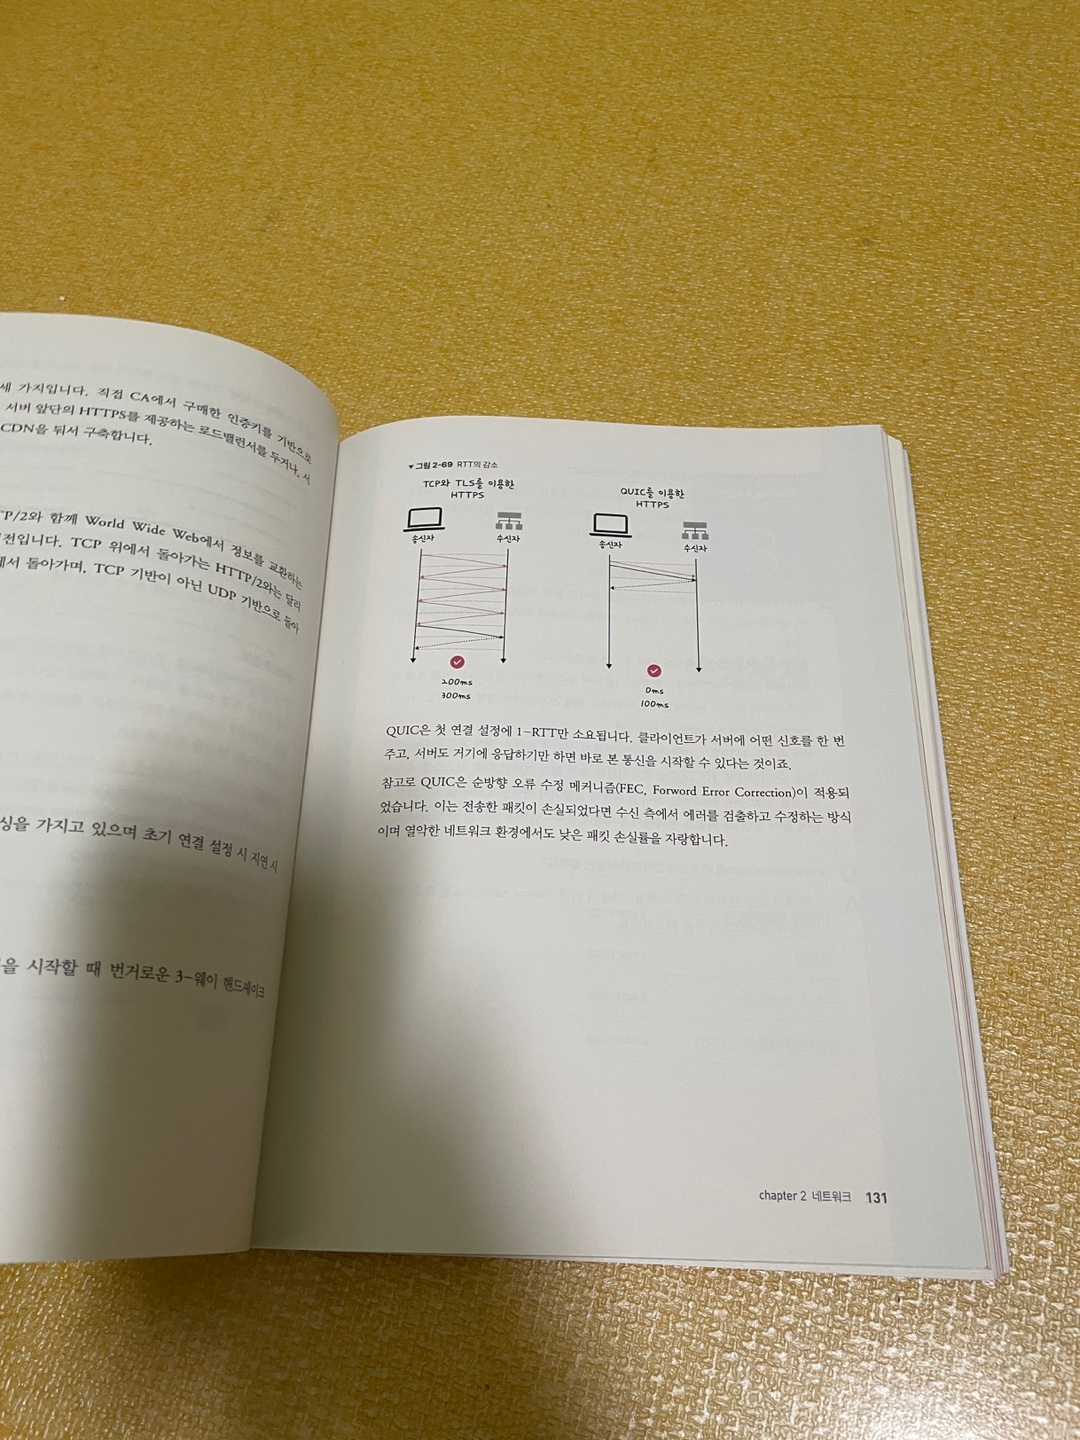 세 가지입니다. 직접 CA에서 구매한 인증키를 기반으로
서버 앞단의 HTTPS를 제공하는 로드밸런서를 두거나, 서
CDN을 둬서 구축합니다.
P/2와 함께 World Wide Web에서 정보를 교환하는
전입니다. TCP 위에서 돌아가는 HTTP/2와는 달리
에서 돌아가며, TCP 기반이 아닌 UDP 기반으로 돌아
싱을 가지고 있으며 초기 연결 설정 시 지연 시
을 시작할 때 번거로운 3-웨이 핸드셰이크
▼ 그림 2-69 RTT의 감소
TCP와 TLS를 이용한
HTTPS
송신자 수신자
200ms
300ms
QUIC를 이용한
HTTPS
송신자 수신자
0ms
100ms
QUIC은 첫 연결 설정에 1-RTT만 소요됩니다. 클라이언트가 서버에 어떤 신호를 한 번
주고, 서버도 거기에 응답하기만 하면 바로 본 통신을 시작할 수 있다는 것이죠.
참고로 QUIC은 순방향 오류 수정 메커니즘(FEC, Forword Error Correction)이 적용되
었습니다. 이는 전송한 패킷이 손실되었다면 수신 측에서 에러를 검출하고 수정하는 방식
이며 열악한 네트워크 환경에서도 낮은 패킷 손실률을 자랑합니다.
chapter 2 네트워크 131